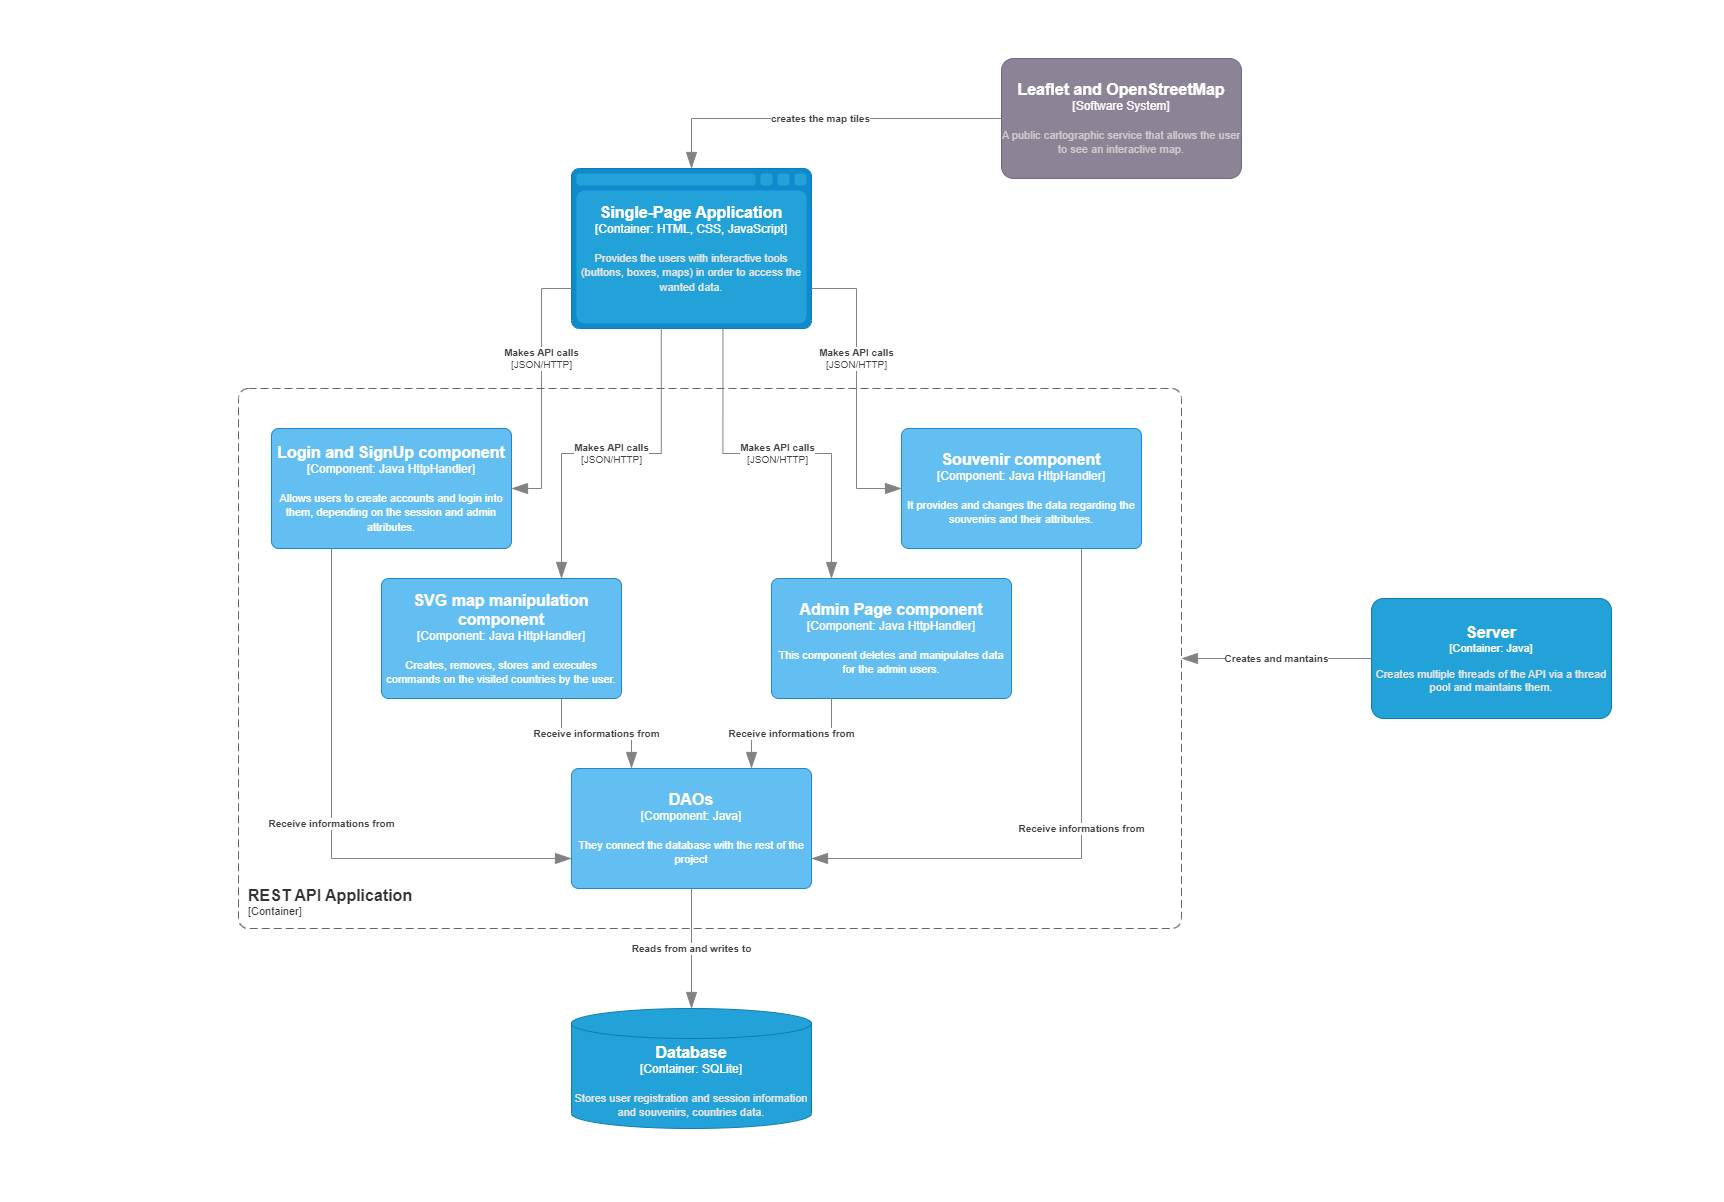 Leaflet and OpenStreetMap
[Software System]
A public cartographic service that allows the user
to see an interactive map.
creates the map tiles
Single-Page Application
[Container: HTML, CSS, JavaScript]
Provides the users with interactive tools
(buttons, boxes, maps) in order to access the
wanted data.
Makes API calls
[JSON/HTTP]
Makes API calls
[JSON/HTTP]
Makes API calls
[JSON/HTTP]
Makes API calls
[JSON/HTTP]
Login and SignUp component
[Component: Java HttpHandler]
Allows users to create accounts and login into
them, depending on the session and admin
attributes.
Souvenir component
[Component: Java HttpHandler]
It provides and changes the data regarding the
souvenirs and their attributes.
SVG map manipulation
component
[Component: Java HttpHandler]
Creates, removes, stores and executes
commands on the visited countries by the user.
Admin Page component
[Component: Java HttpHandler]
This component deletes and manipulates data
for the admin users.
Server
[Container: Java]
Creates multiple threads of the API via a thread
pool and maintains them.
Creates and mantains
Receive informations from
Receive informations from
DAOs
[Component: Java]
They connect the database with the rest of the
project
Receive informations from
Receive informations from
REST API Application
[Container]
Reads from and writes to
Database
[Container: SQLite]
Stores user registration and session information
and souvenirs, countries data.